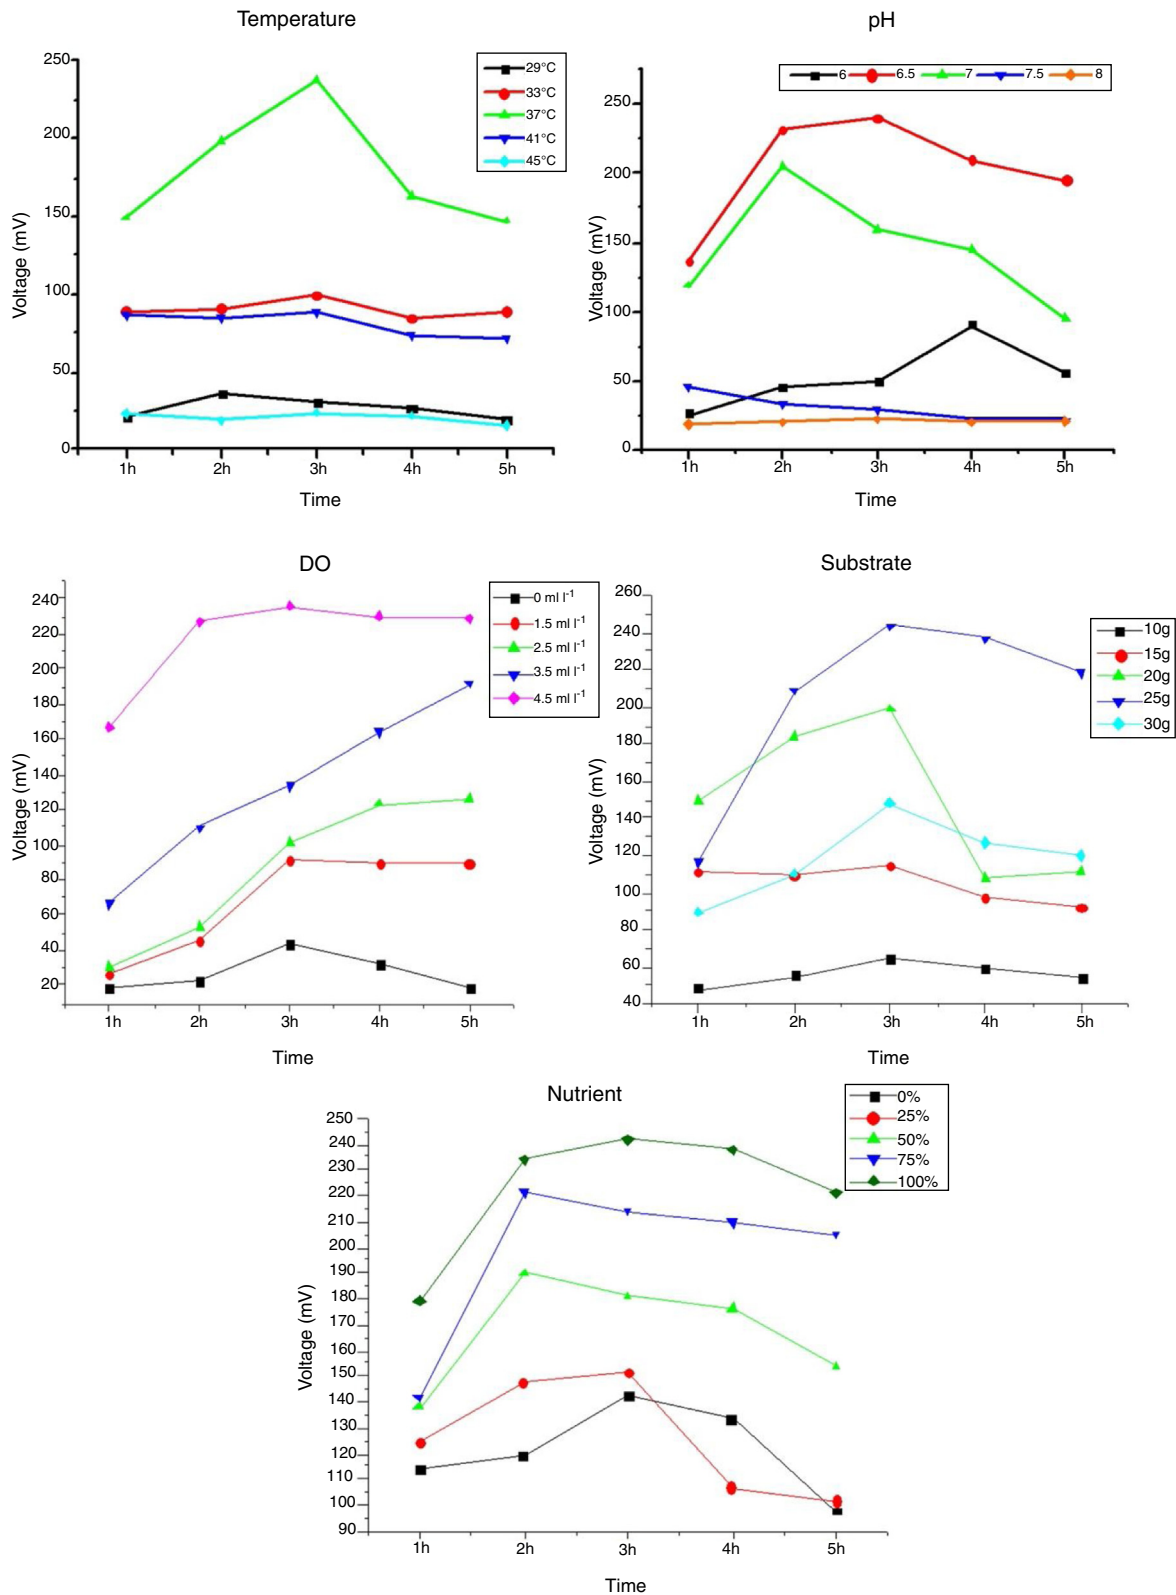 Temperature
250
200
150
100
50
0
Voltage (mV)
29°C
33°C
37°C
41°C
45°C
1h 2h 3h 4h 5h
Time
pH
250
200
150
100
50
0
Voltage (mV)
6 6.5 7 7.5 8
1h 2h 3h 4h 5h
Time
DO
240
220
200
180
160
140
120
100
80
60
40
20
Voltage (mV)
0 ml l⁻¹
1.5 ml l⁻¹
2.5 ml l⁻¹
3.5 ml l⁻¹
4.5 ml l⁻¹
1h 2h 3h 4h 5h
Time
Substrate
260
240
220
200
180
160
140
120
100
80
60
40
Voltage (mV)
10g
15g
20g
25g
30g
1h 2h 3h 4h 5h
Time
Nutrient
250
240
230
220
210
200
190
180
170
160
150
140
130
120
110
100
90
Voltage (mV)
0%
25%
50%
75%
100%
1h 2h 3h 4h 5h
Time